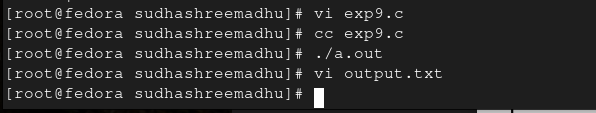 [root@fedora sudhashreemadhu]# vi exp9.c
[root@fedora sudhashreemadhu]# cc exp9.c
[root@fedora sudhashreemadhu]# ./a.out
[root@fedora sudhashreemadhu]# vi output.txt
[root@fedora sudhashreemadhu]#